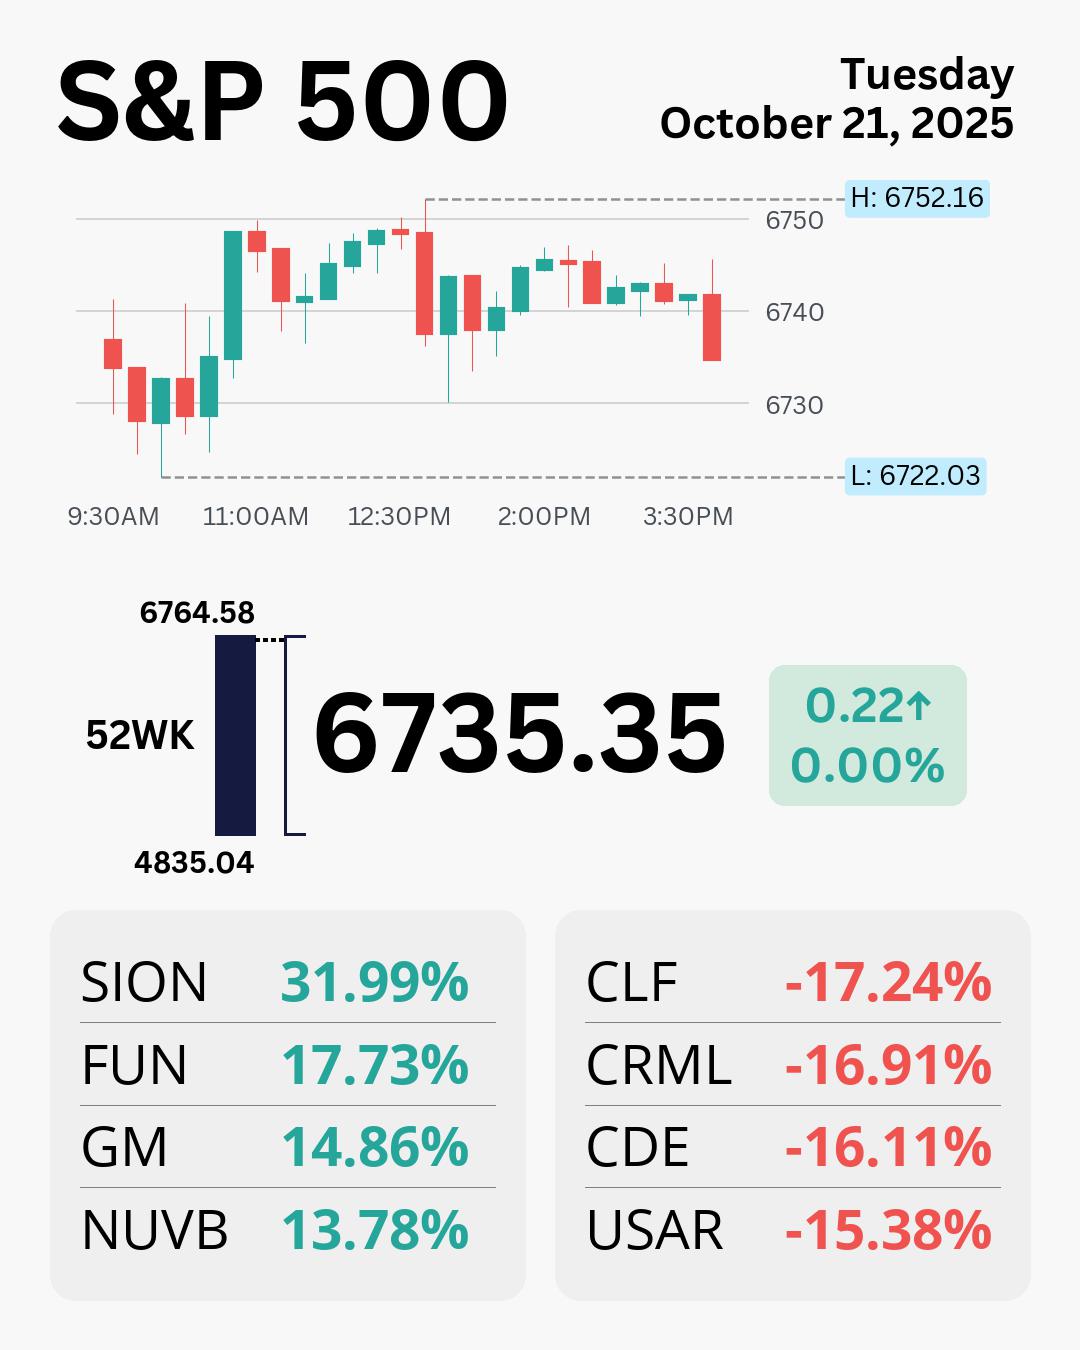 S&P 500
Tuesday
October 21, 2025
H: 6752.16
6750
6740
6730
L: 6722.03
9:30AM 11:00AM 12:30PM 2:00PM 3:30PM
6764.58
52WK
4835.04
6735.35
0.22↑
0.00%
SION 31.99%
FUN 17.73%
GM 14.86%
NUVB 13.78%
CLF -17.24%
CRML -16.91%
CDE -16.11%
USAR -15.38%